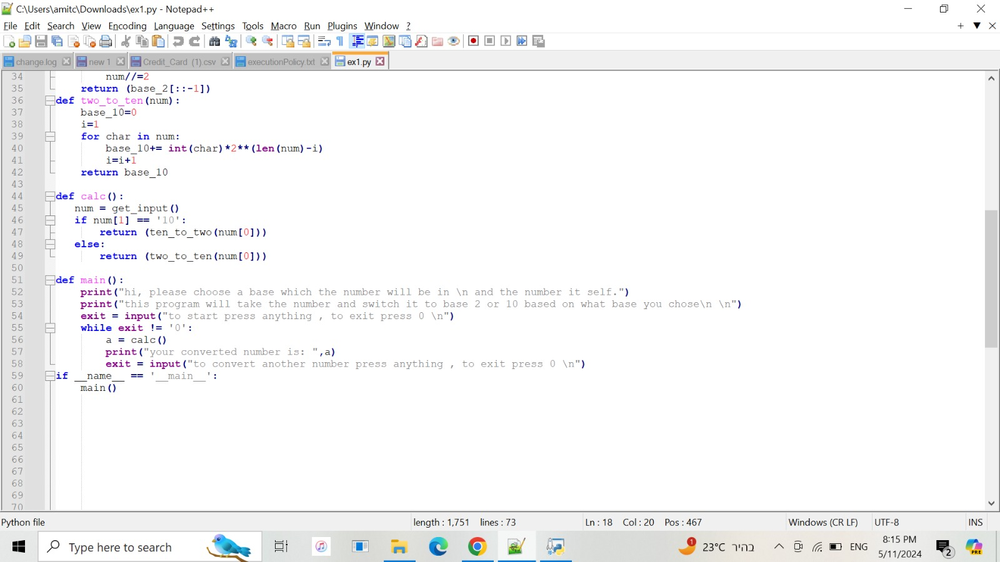 C:\Users\amitc\Downloads\ex1.py - Notepad++
File Edit Search View Encoding Language Settings Tools Macro Run Plugins Window ?
change.log new 1 Credit_Card (1).csv executionPolicy.txt ex1.py
34 num//=2
35 return (base_2[::-1])
36 def two_to_ten(num):
37 base_10=0
38 i=1
39 for char in num:
40 base_10+= int(char)*2**(len(num)-i)
41 i=i+1
42 return base_10
43
44 def calc():
45 num = get_input()
46 if num[1] == '10':
47 return (ten_to_two(num[0]))
48 else:
49 return (two_to_ten(num[0]))
50
51 def main():
52 print("hi, please choose a base which the number will be in \n and the number it self.")
53 print("this program will take the number and switch it to base 2 or 10 based on what base you chose\n \n")
54 exit = input("to start press anything , to exit press 0 \n")
55 while exit != '0':
56 a = calc()
57 print("your converted number is: ",a)
58 exit = input("to convert another number press anything , to exit press 0 \n")
59 if __name__ == '__main__':
60 main()
61
62
63
64
65
66
67
68
69
70
Python file length : 1,751 lines : 73 Ln : 18 Col : 20 Pos : 467 Windows (CR LF) UTF-8 INS
Type here to search 1 23°C בהיר ENG 8:15 PM 2 PRE
5/11/2024